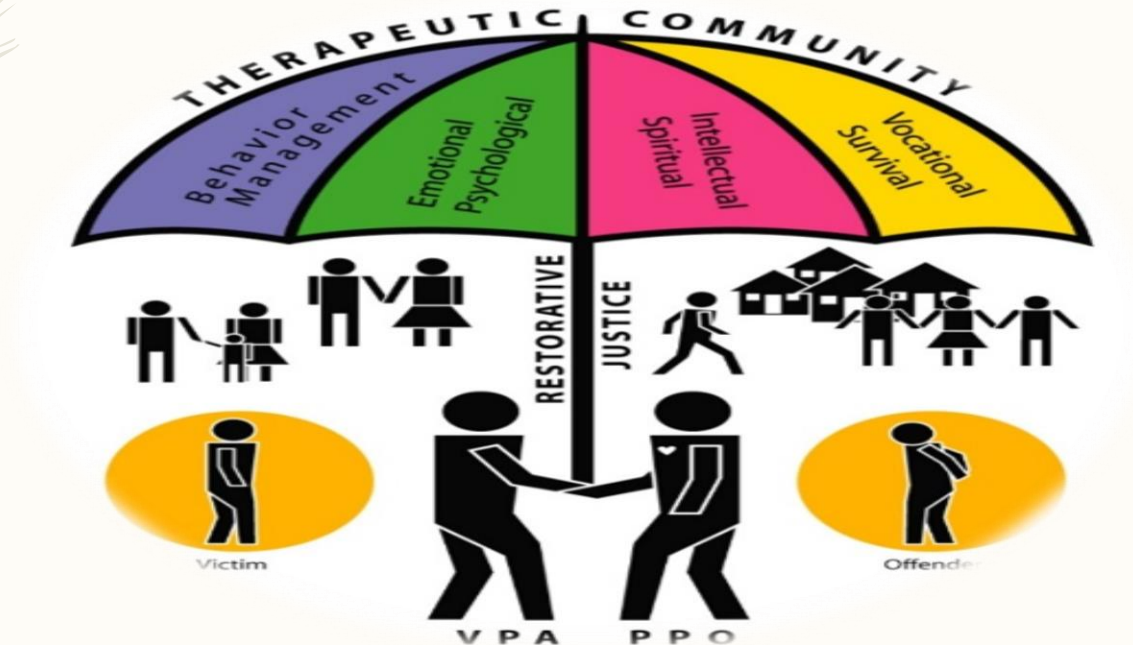 THERAPEUTIC COMMUNITY
Behavior
Management
Emotional
Psychological
Intellectual
Spiritual
Vocational
Survival
RESTORATIVE
JUSTICE
Victim
Offender
VPA PPO